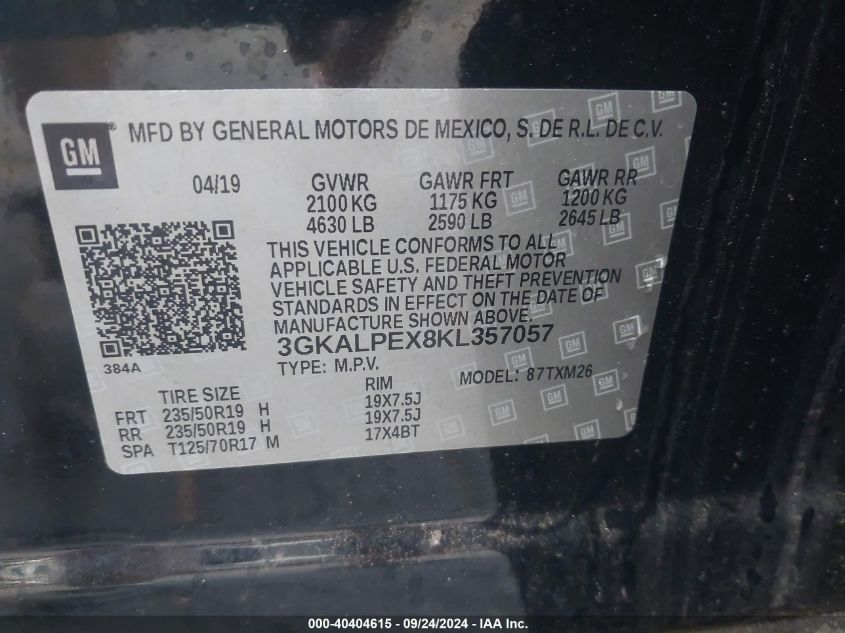 GM
MFD BY GENERAL MOTORS DE MEXICO, S. DE R.L. DE C.V.
04/19 GVWR GAWR FRT GAWR RR
2100 KG 1175 KG 1200 KG
4630 LB 2590 LB 2645 LB
THIS VEHICLE CONFORMS TO ALL
APPLICABLE U.S. FEDERAL MOTOR
VEHICLE SAFETY AND THEFT PREVENTION
STANDARDS IN EFFECT ON THE DATE OF
MANUFACTURE SHOWN ABOVE.
3GKALPEX8KL357057
384A
TYPE: M.P.V. MODEL: 87TXM26
TIRE SIZE RIM
FRT 235/50R19 H 19X7.5J
RR 235/50R19 H 19X7.5J
SPA T125/70R17 M 17X4BT
000-40404615 - 09/24/2024 - IAA Inc.